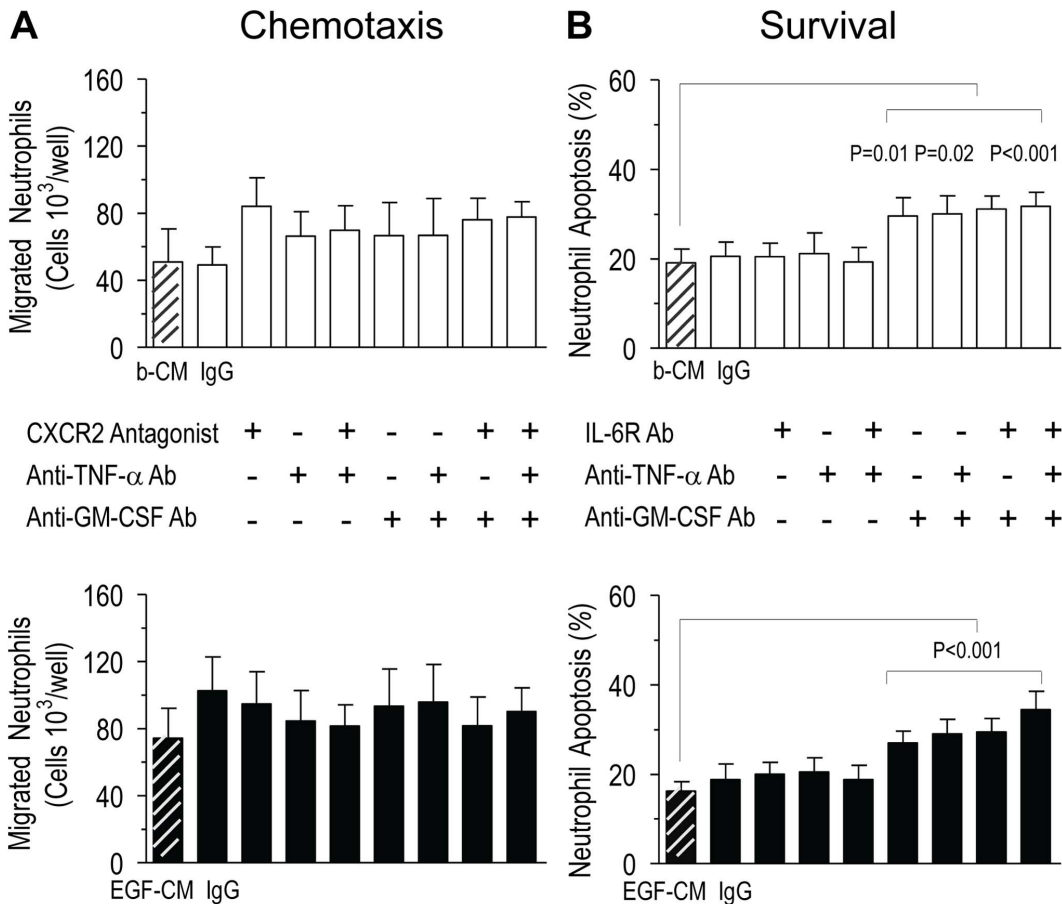 A Chemotaxis
Migrated Neutrophils
(Cells 10³/well)
160
120
80
40
0
b-CM IgG
B Survival
Neutrophil Apoptosis (%)
60
40
20
0
P=0.01 P=0.02 P<0.001
b-CM IgG
CXCR2 Antagonist + - + - - + +
Anti-TNF-α Ab - + + - + - +
Anti-GM-CSF Ab - - - + + + +
IL-6R Ab + - + - - + +
Anti-TNF-α Ab - + + - + - +
Anti-GM-CSF Ab - - - + + + +
Migrated Neutrophils
(Cells 10³/well)
160
120
80
40
0
EGF-CM IgG
Neutrophil Apoptosis (%)
60
40
20
0
P<0.001
EGF-CM IgG